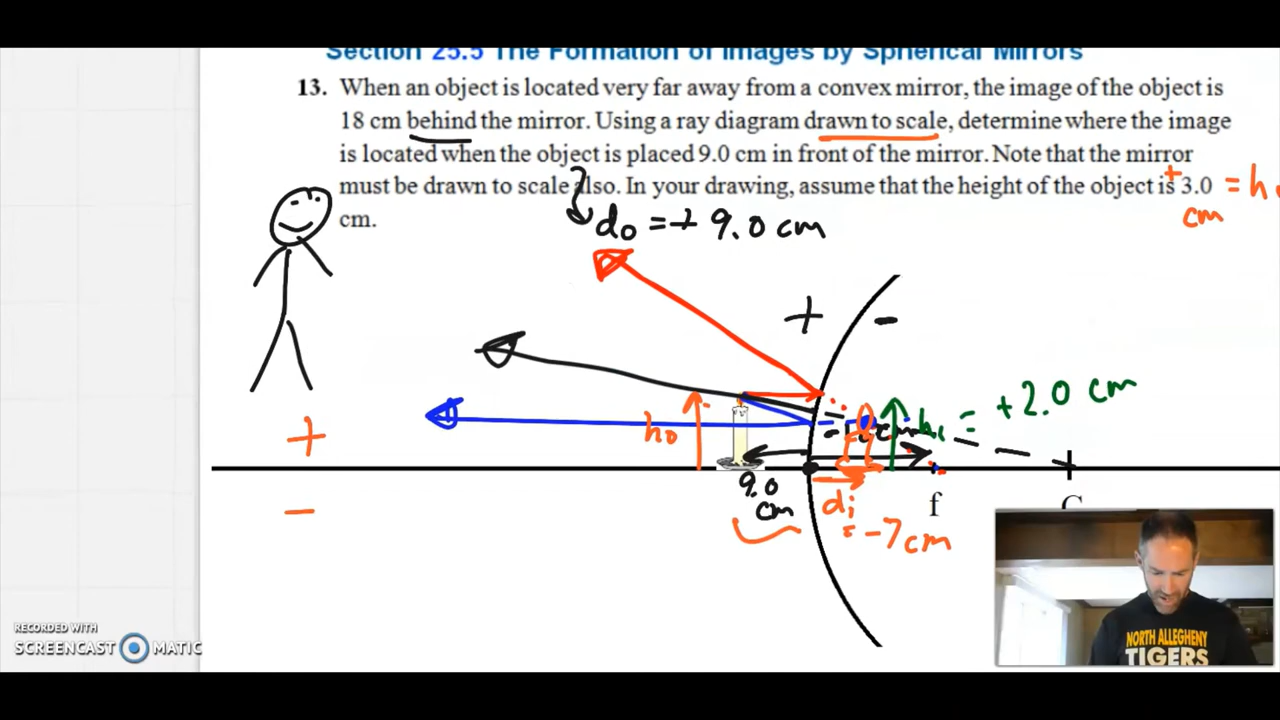 Section 25.5 The Formation of Images by Spherical Mirrors
13. When an object is located very far away from a convex mirror, the image of the object is
18 cm behind the mirror. Using a ray diagram drawn to scale, determine where the image
is located when the object is placed 9.0 cm in front of the mirror. Note that the mirror
must be drawn to scale also. In your drawing, assume that the height of the object is 3.0
cm.
+
= h
cm
do = + 9.0 cm
+ -
+
-
ho
hi = +2.0 cm
9.0
cm
di
= -7 cm
f
C
RECORDED WITH
SCREENCAST MATIC
NORTH ALLEGHENY
TIGERS